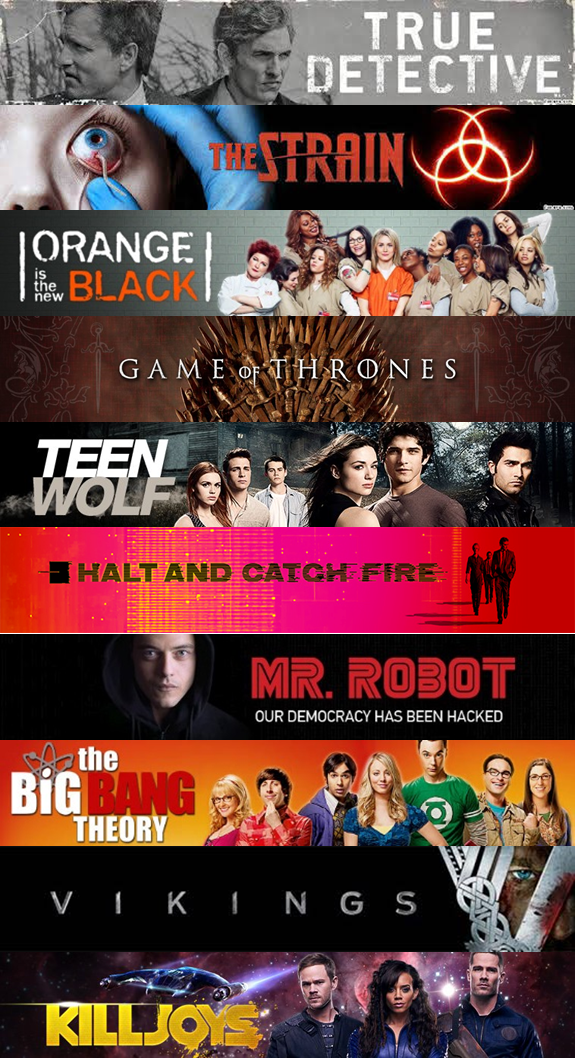 TRUE
DETECTIVE
THE STRAIN
ORANGE
is
the
new
BLACK
GAME of THRONES
TEEN
WOLF
HALT AND CATCH FIRE
MR. ROBOT
OUR DEMOCRACY HAS BEEN HACKED
the
BIG BANG
THEORY
VIKINGS
KILLJOYS